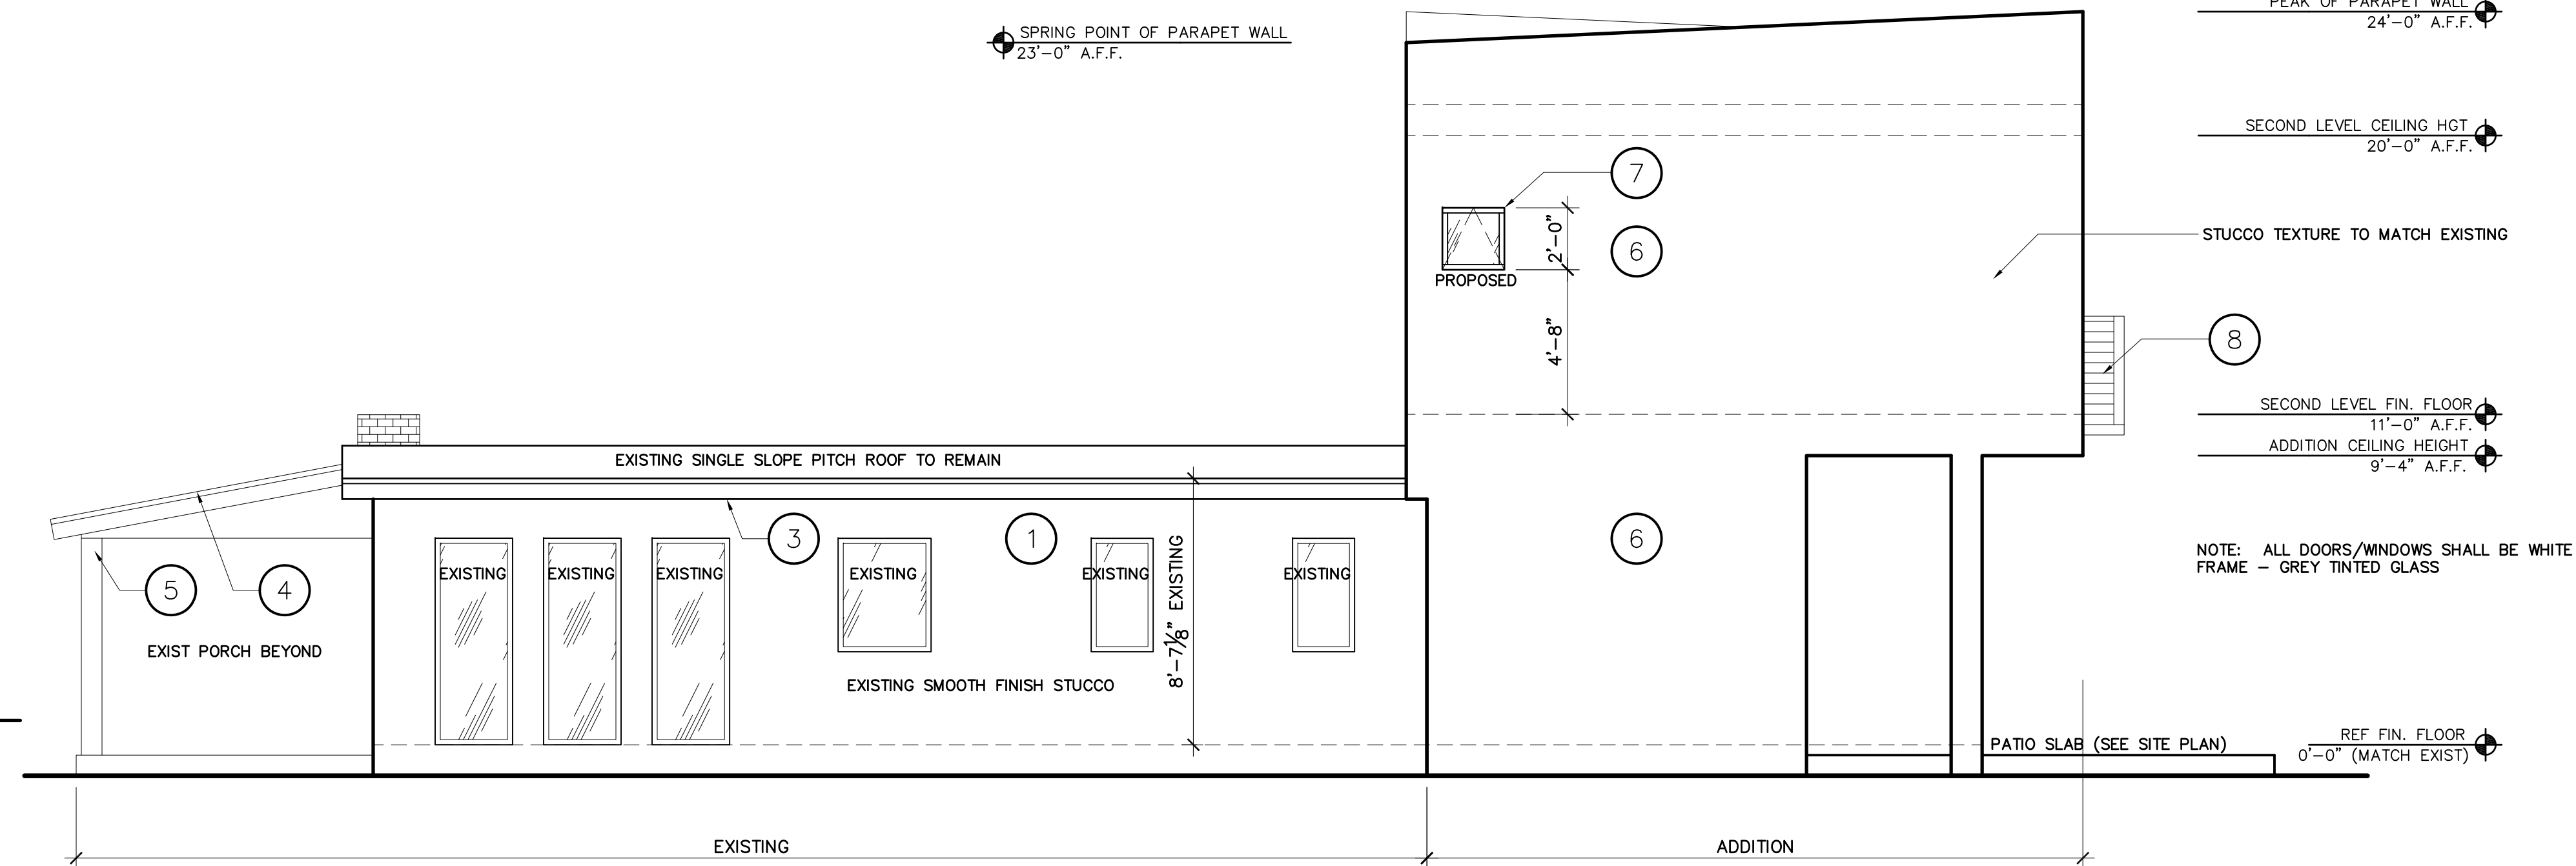 PEAK OF PARAPET WALL
24'-0" A.F.F.
SPRING POINT OF PARAPET WALL
23'-0" A.F.F.
SECOND LEVEL CEILING HGT
20'-0" A.F.F.
7
2'-0"
6
PROPOSED
STUCCO TEXTURE TO MATCH EXISTING
4'-8"
8
SECOND LEVEL FIN. FLOOR
11'-0" A.F.F.
ADDITION CEILING HEIGHT
9'-4" A.F.F.
EXISTING SINGLE SLOPE PITCH ROOF TO REMAIN
3
1
6
NOTE: ALL DOORS/WINDOWS SHALL BE WHITE
FRAME - GREY TINTED GLASS
EXISTING
EXISTING
EXISTING
EXISTING
EXISTING
EXISTING
8'-7⅛" EXISTING
5
4
EXIST PORCH BEYOND
EXISTING SMOOTH FINISH STUCCO
PATIO SLAB (SEE SITE PLAN)
REF FIN. FLOOR
0'-0" (MATCH EXIST)
EXISTING
ADDITION